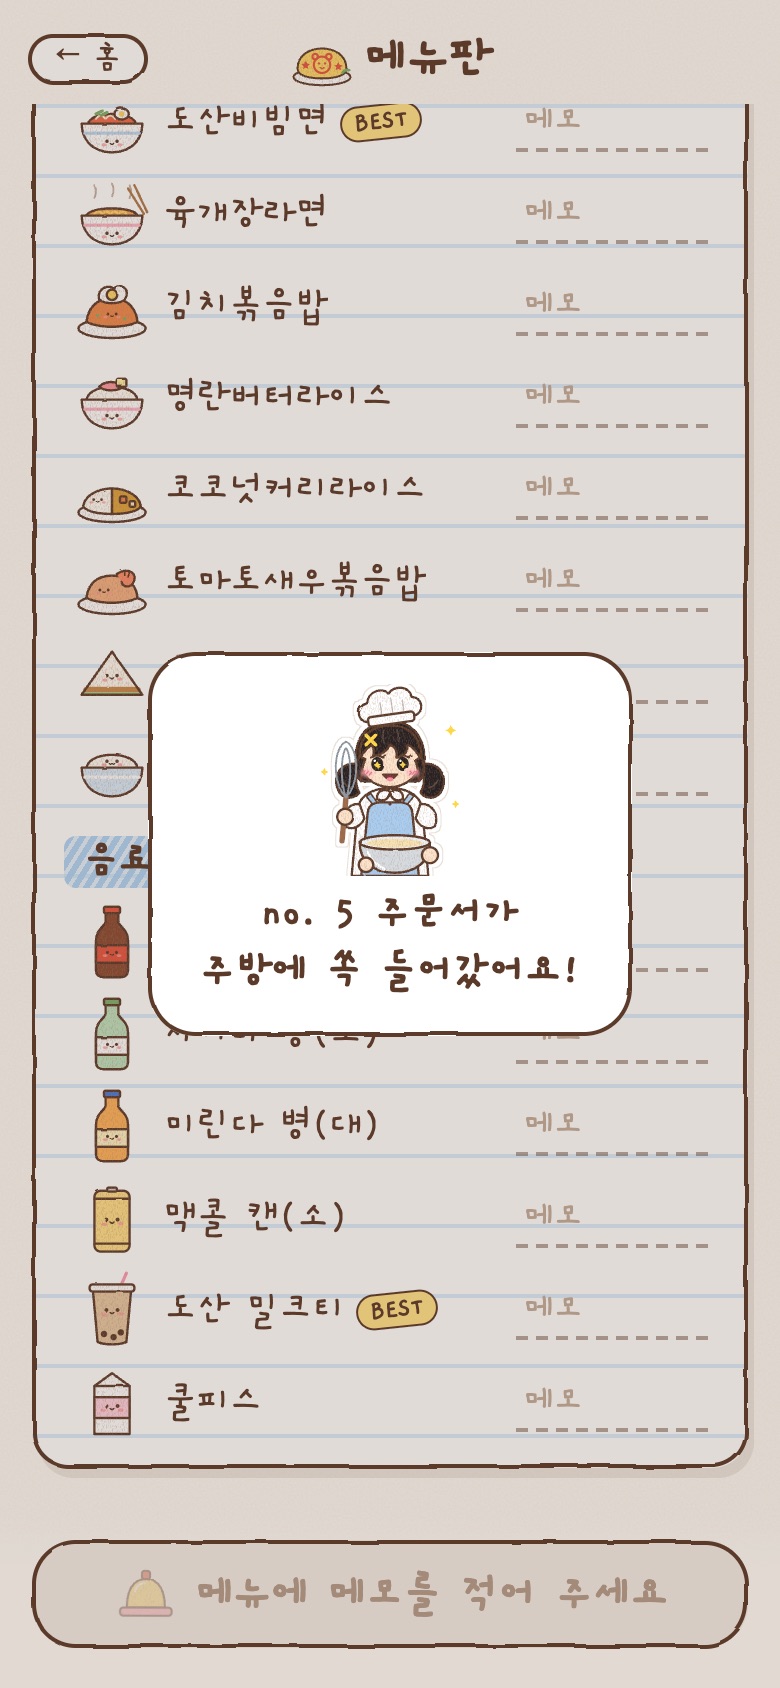 ← 홈
메뉴판
도산비빔면 BEST 메모
육개장라면 메모
김치볶음밥 메모
명란버터라이스 메모
코코넛커리라이스 메모
토마토새우볶음밥 메모
no. 5 주문서가
주방에 쏙 들어갔어요!
음료
미린다 병(대) 메모
맥콜 캔(소) 메모
도산 밀크티 BEST 메모
쿨피스 메모
메뉴에 메모를 적어 주세요